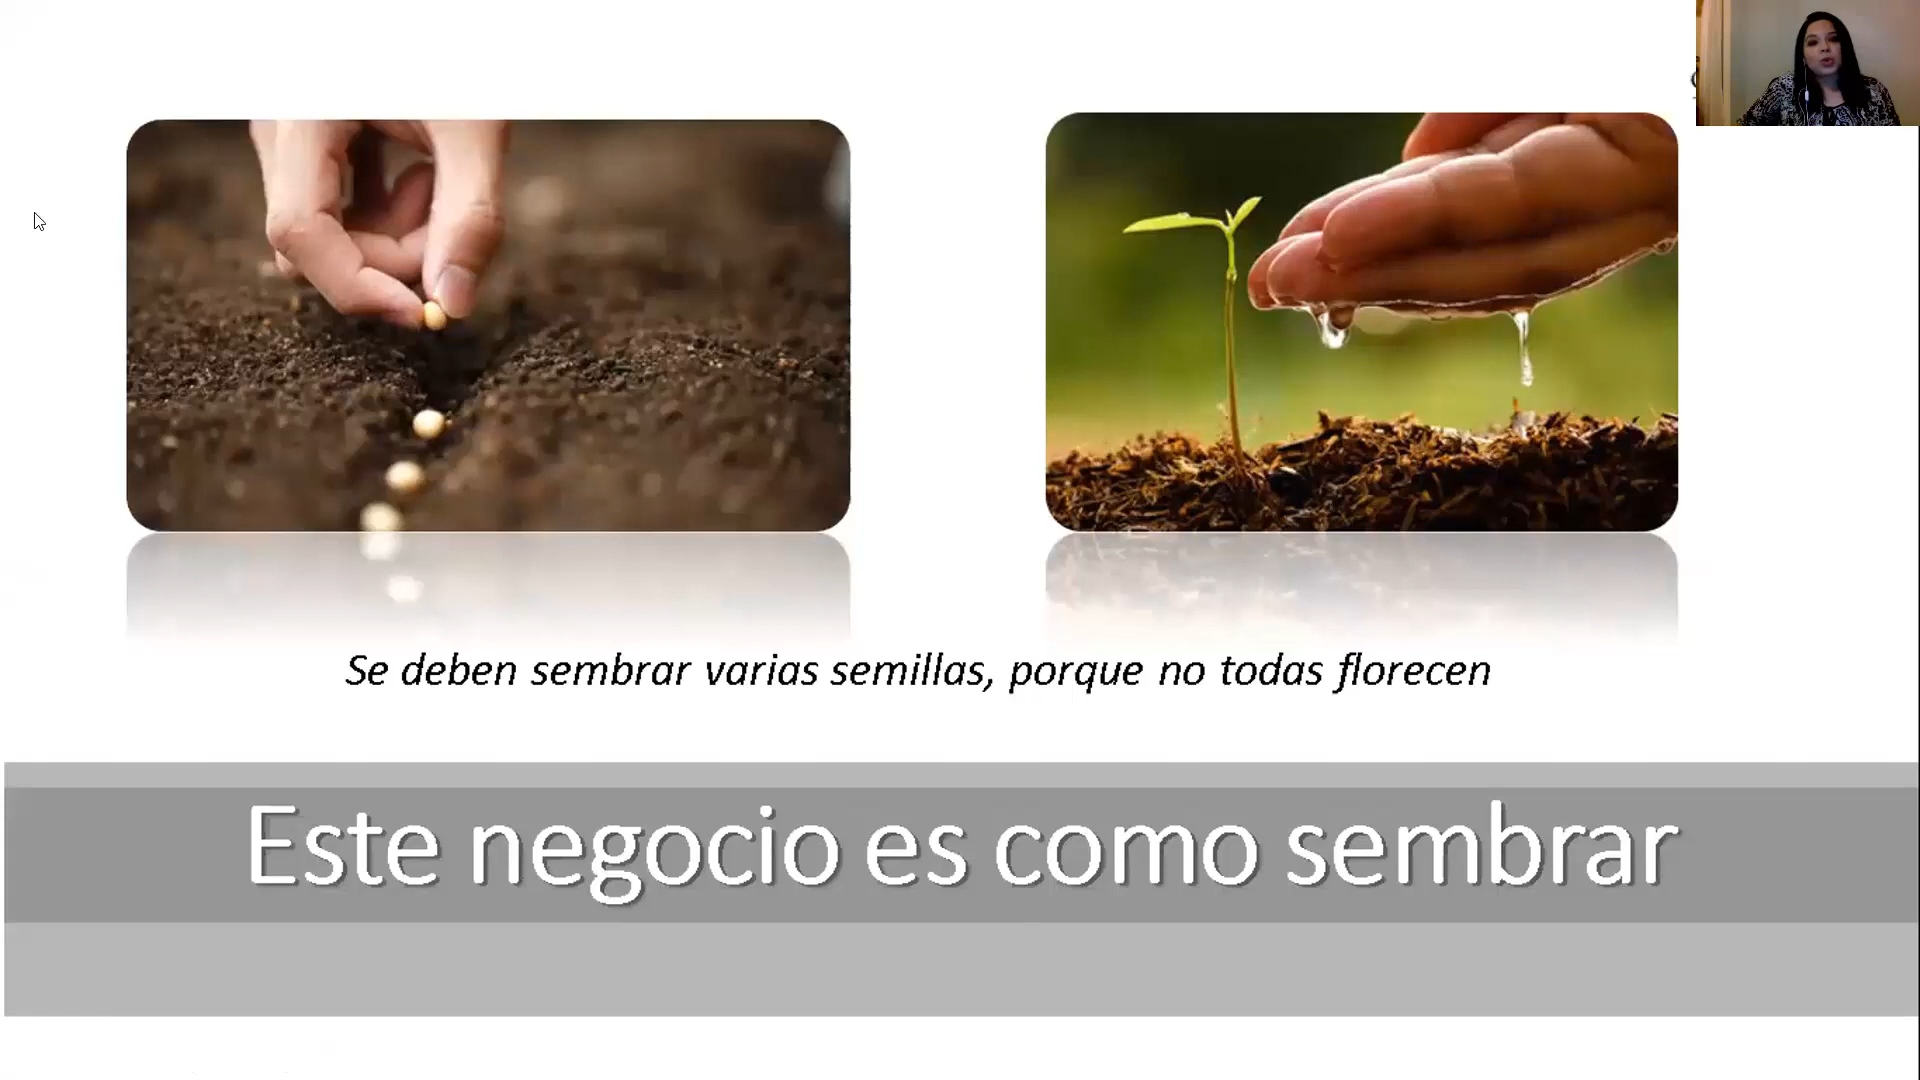 Se deben sembrar varias semillas, porque no todas florecen
Este negocio es como sembrar